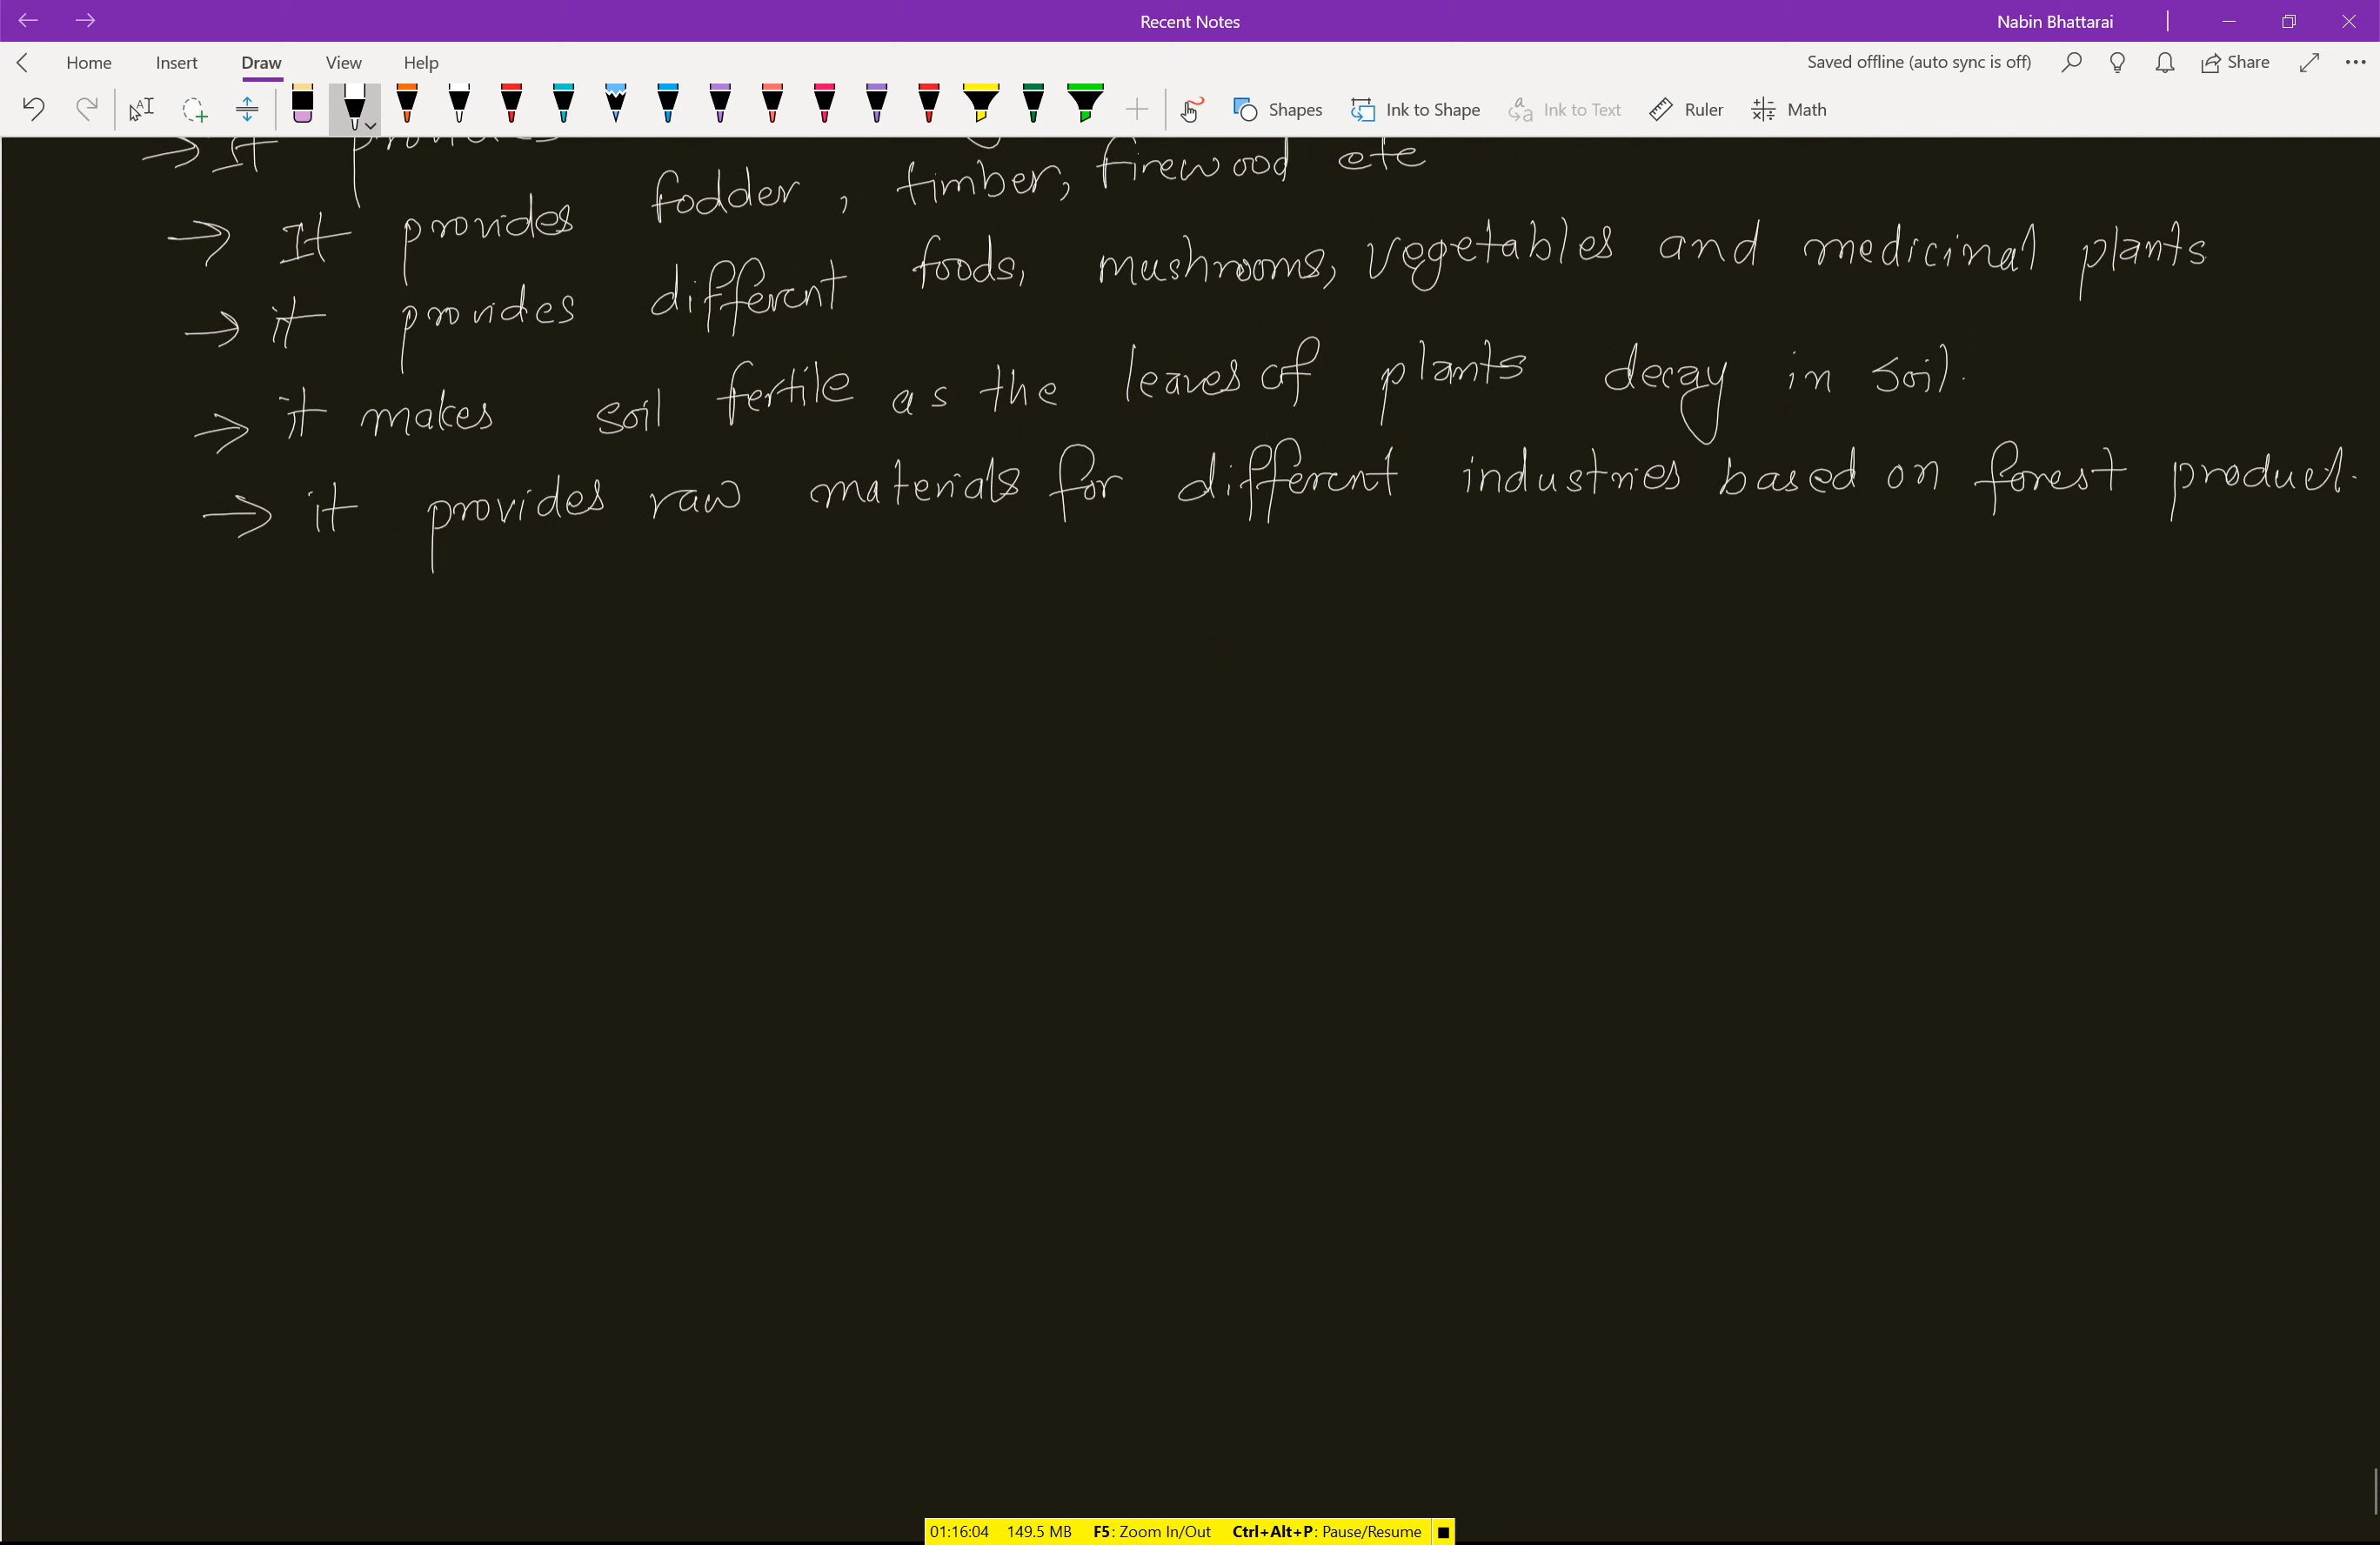 Recent Notes
Nabin Bhattarai
Home Insert Draw View Help
Saved offline (auto sync is off) Share
Shapes Ink to Shape Ink to Text Ruler Math
→ It
→ It provides fodder, timber, firewood etc
→ it provides different foods, mushrooms, vegetables and medicinal plants
→ it makes soil fertile as the leaves of plants decay in soil.
→ it provides raw materials for different industries based on forest product.
01:16:04 149.5 MB F5: Zoom In/Out Ctrl+Alt+P: Pause/Resume